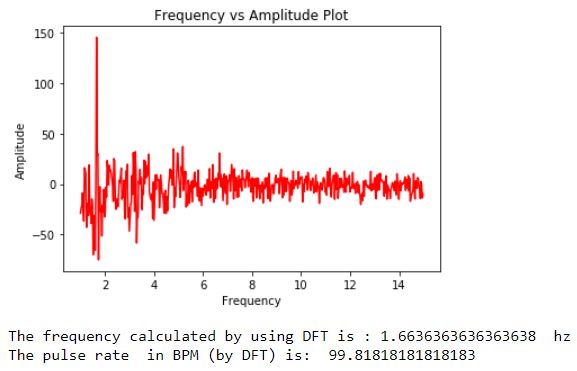 Frequency vs Amplitude Plot
150
100
50
0
−50
Amplitude
2 4 6 8 10 12 14
Frequency
The frequency calculated by using DFT is : 1.6636363636363638  hz
The pulse rate  in BPM (by DFT) is:  99.81818181818183